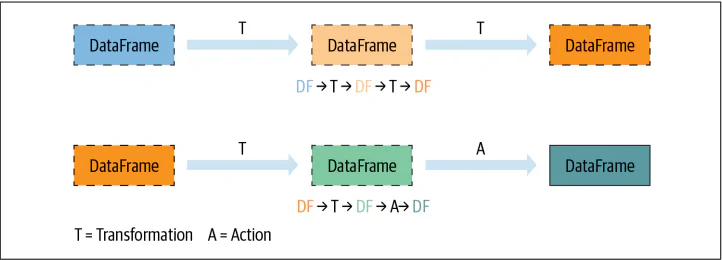 T T
DataFrame DataFrame DataFrame
DF → T → DF → T → DF
T A
DataFrame DataFrame DataFrame
DF → T → DF → A → DF
T = Transformation A = Action